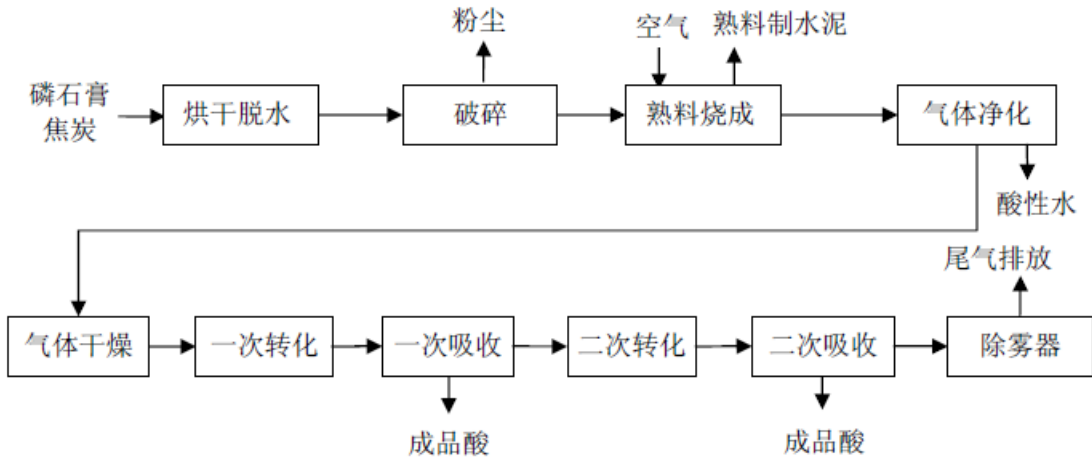 粉尘
空气
熟料制水泥
磷石膏
焦炭
烘干脱水
破碎
熟料烧成
气体净化
酸性水
尾气排放
气体干燥
一次转化
一次吸收
二次转化
二次吸收
除雾器
成品酸
成品酸